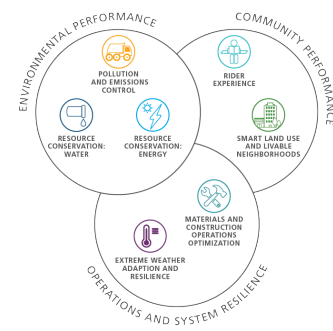 ENVIRONMENTAL PERFORMANCE
COMMUNITY PERFORMANCE
POLLUTION
AND EMISSIONS
CONTROL
RIDER
EXPERIENCE
RESOURCE
CONSERVATION:
WATER
RESOURCE
CONSERVATION:
ENERGY
SMART LAND USE
AND LIVABLE
NEIGHBORHOODS
MATERIALS AND
CONSTRUCTION
OPERATIONS
OPTIMIZATION
EXTREME WEATHER
ADAPTION AND
RESILIENCE
OPERATIONS AND SYSTEM RESILIENCE